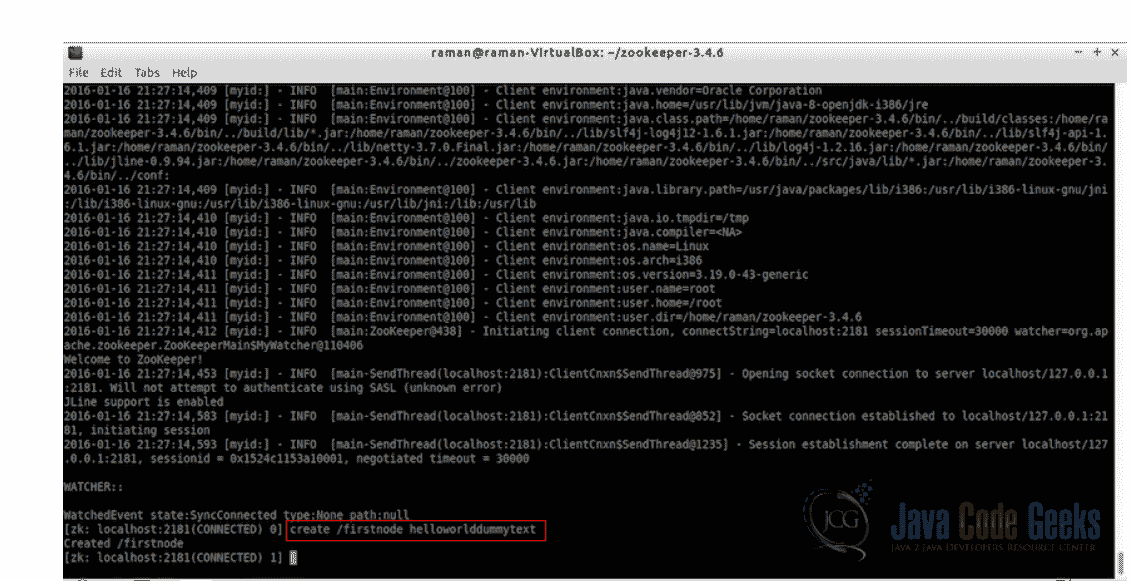 raman@raman-VirtualBox: ~/zookeeper-3.4.6
File Edit Tabs Help
2016-01-16 21:27:14,409 [myid:] - INFO [main:Environment@100] - Client environment:java.vendor=Oracle Corporation
2016-01-16 21:27:14,409 [myid:] - INFO [main:Environment@100] - Client environment:java.home=/usr/lib/jvm/java-8-openjdk-i386/jre
2016-01-16 21:27:14,409 [myid:] - INFO [main:Environment@100] - Client environment:java.class.path=/home/raman/zookeeper-3.4.6/bin/../build/classes:/home/ra
man/zookeeper-3.4.6/bin/../build/lib/*.jar:/home/raman/zookeeper-3.4.6/bin/../lib/slf4j-log4j12-1.6.1.jar:/home/raman/zookeeper-3.4.6/bin/../lib/slf4j-api-1.
6.1.jar:/home/raman/zookeeper-3.4.6/bin/../lib/netty-3.7.0.Final.jar:/home/raman/zookeeper-3.4.6/bin/../lib/log4j-1.2.16.jar:/home/raman/zookeeper-3.4.6/bin/
../lib/jline-0.9.94.jar:/home/raman/zookeeper-3.4.6/bin/../zookeeper-3.4.6.jar:/home/raman/zookeeper-3.4.6/bin/../src/java/lib/*.jar:/home/raman/zookeeper-3.
4.6/bin/../conf:
2016-01-16 21:27:14,409 [myid:] - INFO [main:Environment@100] - Client environment:java.library.path=/usr/java/packages/lib/i386:/usr/lib/i386-linux-gnu/jni
:/lib/i386-linux-gnu:/usr/lib/i386-linux-gnu:/usr/lib/jni:/lib:/usr/lib
2016-01-16 21:27:14,410 [myid:] - INFO [main:Environment@100] - Client environment:java.io.tmpdir=/tmp
2016-01-16 21:27:14,410 [myid:] - INFO [main:Environment@100] - Client environment:java.compiler=<NA>
2016-01-16 21:27:14,410 [myid:] - INFO [main:Environment@100] - Client environment:os.name=Linux
2016-01-16 21:27:14,410 [myid:] - INFO [main:Environment@100] - Client environment:os.arch=i386
2016-01-16 21:27:14,411 [myid:] - INFO [main:Environment@100] - Client environment:os.version=3.19.0-43-generic
2016-01-16 21:27:14,411 [myid:] - INFO [main:Environment@100] - Client environment:user.name=root
2016-01-16 21:27:14,411 [myid:] - INFO [main:Environment@100] - Client environment:user.home=/root
2016-01-16 21:27:14,411 [myid:] - INFO [main:Environment@100] - Client environment:user.dir=/home/raman/zookeeper-3.4.6
2016-01-16 21:27:14,412 [myid:] - INFO [main:ZooKeeper@438] - Initiating client connection, connectString=localhost:2181 sessionTimeout=30000 watcher=org.ap
ache.zookeeper.ZooKeeperMain$MyWatcher@110406
Welcome to ZooKeeper!
2016-01-16 21:27:14,453 [myid:] - INFO [main-SendThread(localhost:2181):ClientCnxn$SendThread@975] - Opening socket connection to server localhost/127.0.0.1
:2181. Will not attempt to authenticate using SASL (unknown error)
JLine support is enabled
2016-01-16 21:27:14,583 [myid:] - INFO [main-SendThread(localhost:2181):ClientCnxn$SendThread@852] - Socket connection established to localhost/127.0.0.1:21
81, initiating session
2016-01-16 21:27:14,593 [myid:] - INFO [main-SendThread(localhost:2181):ClientCnxn$SendThread@1235] - Session establishment complete on server localhost/127
.0.0.1:2181, sessionid = 0x1524c1153a10001, negotiated timeout = 30000
WATCHER::
WatchedEvent state:SyncConnected type:None path:null
[zk: localhost:2181(CONNECTED) 0] create /firstnode helloworlddummytext
Created /firstnode
[zk: localhost:2181(CONNECTED) 1]
JCG
Java Code Geeks
JAVA 2 JAVA DEVELOPERS RESOURCE CENTER